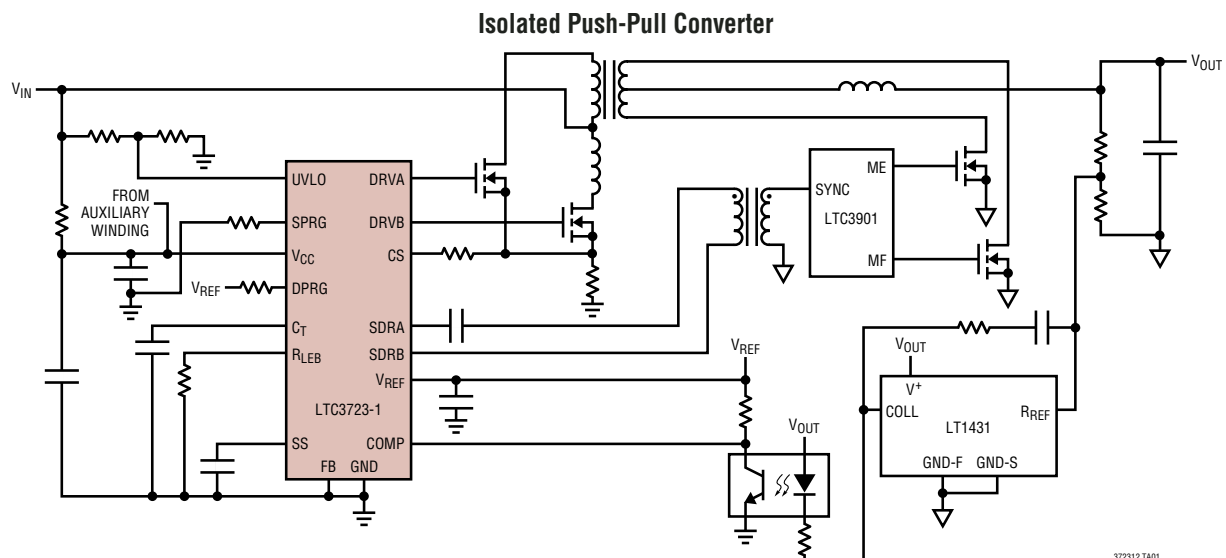 Isolated Push-Pull Converter
VIN
VOUT
UVLO
DRVA
ME
SYNC
FROM
AUXILIARY
WINDING
LTC3901
SPRG
DRVB
VCC
CS
MF
VREF
DPRG
CT
SDRA
RLEB
SDRB
VREF
VOUT
VREF
V+
LTC3723-1
COLL
RREF
VOUT
LT1431
SS
COMP
FB
GND
GND-F
GND-S
372312 TA01